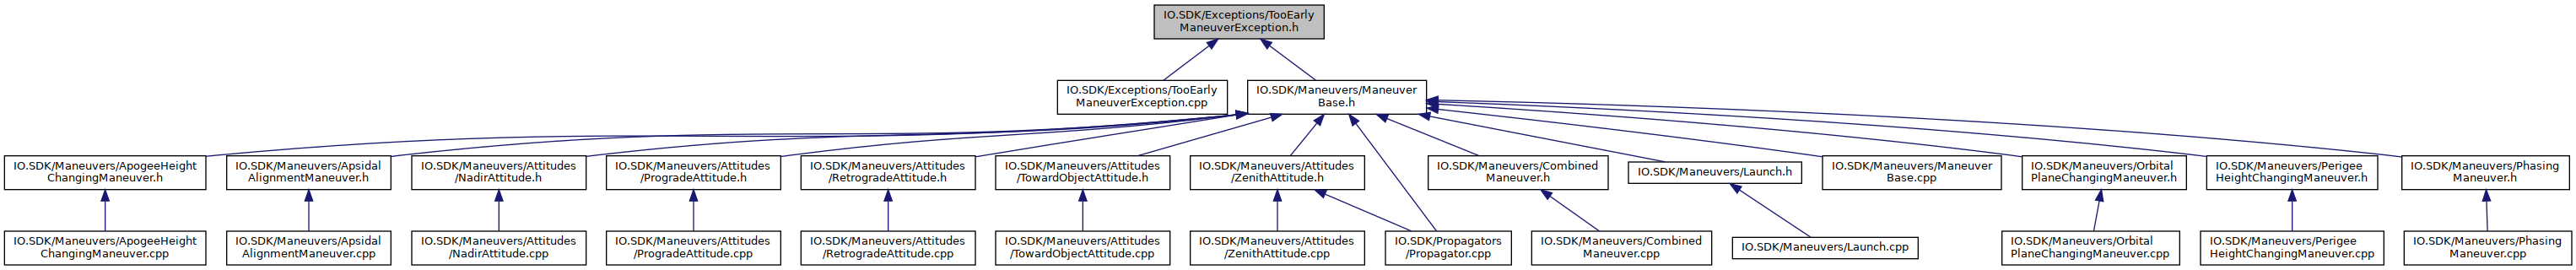 IO.SDK/Exceptions/TooEarly
ManeuverException.h
IO.SDK/Exceptions/TooEarly
ManeuverException.cpp
IO.SDK/Maneuvers/Maneuver
Base.h
IO.SDK/Maneuvers/ApogeeHeight
ChangingManeuver.h
IO.SDK/Maneuvers/Apsidal
AlignmentManeuver.h
IO.SDK/Maneuvers/Attitudes
/NadirAttitude.h
IO.SDK/Maneuvers/Attitudes
/ProgradeAttitude.h
IO.SDK/Maneuvers/Attitudes
/RetrogradeAttitude.h
IO.SDK/Maneuvers/Attitudes
/TowardObjectAttitude.h
IO.SDK/Maneuvers/Attitudes
/ZenithAttitude.h
IO.SDK/Maneuvers/Combined
Maneuver.h
IO.SDK/Maneuvers/Launch.h
IO.SDK/Maneuvers/Maneuver
Base.cpp
IO.SDK/Maneuvers/Orbital
PlaneChangingManeuver.h
IO.SDK/Maneuvers/Perigee
HeightChangingManeuver.h
IO.SDK/Maneuvers/Phasing
Maneuver.h
IO.SDK/Maneuvers/ApogeeHeight
ChangingManeuver.cpp
IO.SDK/Maneuvers/Apsidal
AlignmentManeuver.cpp
IO.SDK/Maneuvers/Attitudes
/NadirAttitude.cpp
IO.SDK/Maneuvers/Attitudes
/ProgradeAttitude.cpp
IO.SDK/Maneuvers/Attitudes
/RetrogradeAttitude.cpp
IO.SDK/Maneuvers/Attitudes
/TowardObjectAttitude.cpp
IO.SDK/Maneuvers/Attitudes
/ZenithAttitude.cpp
IO.SDK/Propagators
/Propagator.cpp
IO.SDK/Maneuvers/Combined
Maneuver.cpp
IO.SDK/Maneuvers/Launch.cpp
IO.SDK/Maneuvers/Orbital
PlaneChangingManeuver.cpp
IO.SDK/Maneuvers/Perigee
HeightChangingManeuver.cpp
IO.SDK/Maneuvers/Phasing
Maneuver.cpp